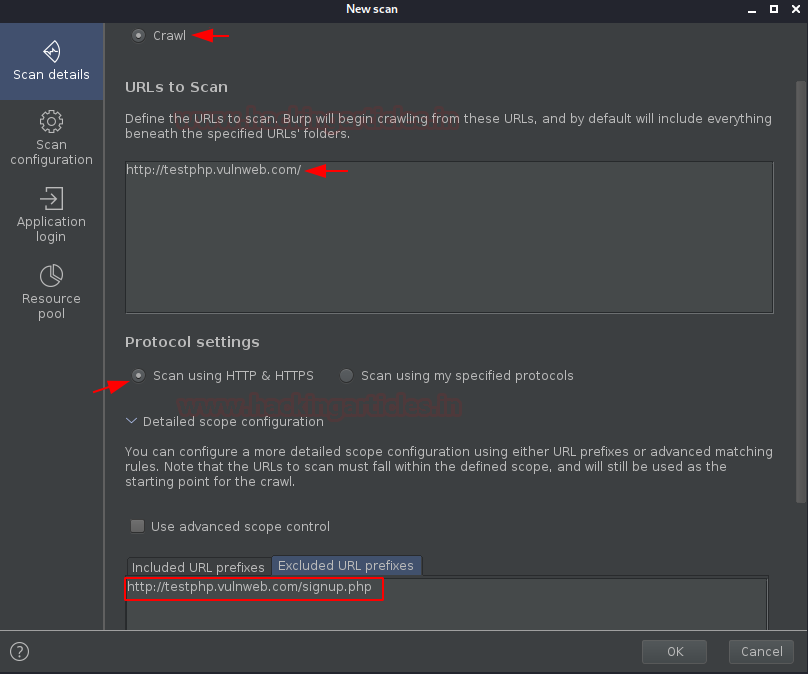 New scan
Crawl
Scan details
URLs to Scan
Define the URLs to scan. Burp will begin crawling from these URLs, and by default will include everything
beneath the specified URLs' folders.
Scan
configuration
http://testphp.vulnweb.com/
Application
login
Resource
pool
Protocol settings
Scan using HTTP & HTTPS
Scan using my specified protocols
www.hackingarticles.in
Detailed scope configuration
You can configure a more detailed scope configuration using either URL prefixes or advanced matching
rules. Note that the URLs to scan must fall within the defined scope, and will still be used as the
starting point for the crawl.
Use advanced scope control
Included URL prefixes
Excluded URL prefixes
http://testphp.vulnweb.com/signup.php
?
OK
Cancel